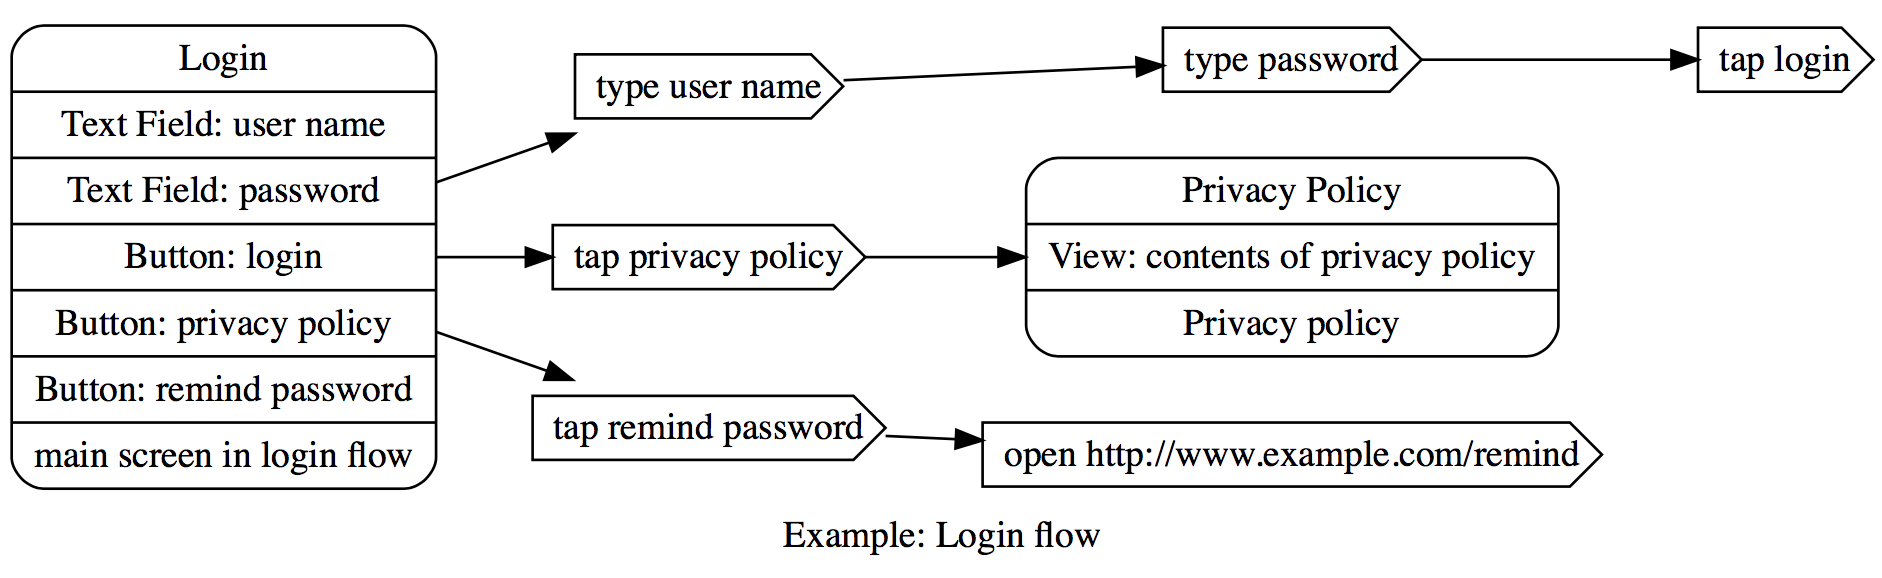 Login
Text Field: user name
Text Field: password
Button: login
Button: privacy policy
Button: remind password
main screen in login flow
type user name
type password
tap login
tap privacy policy
Privacy Policy
View: contents of privacy policy
Privacy policy
tap remind password
open http://www.example.com/remind
Example: Login flow